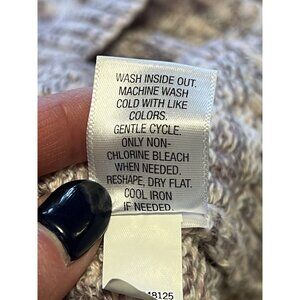 WASH INSIDE OUT.
MACHINE WASH
COLD WITH LIKE
COLORS.
GENTLE CYCLE.
ONLY NON-
CHLORINE BLEACH
WHEN NEEDED.
RESHAPE, DRY FLAT.
COOL IRON
IF NEEDED.
48125